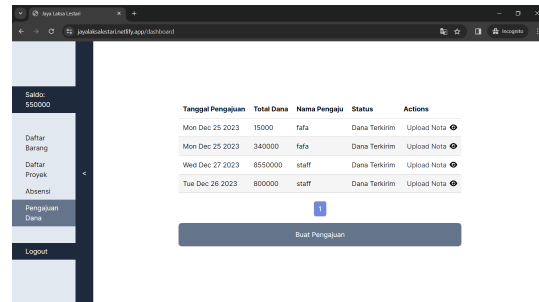 Jaya Laksa Lestari
jayalaksalestari.netlify.app/dashboard
Incognito
Saldo:
550000
Daftar
Barang
Daftar
Proyek
Absensi
Pengajuan
Dana
Logout
<
Tanggal Pengajuan Total Dana Nama Pengaju Status Actions
Mon Dec 25 2023 15000 fafa Dana Terkirim Upload Nota
Mon Dec 25 2023 340000 fafa Dana Terkirim Upload Nota
Wed Dec 27 2023 8550000 staff Dana Terkirim Upload Nota
Tue Dec 26 2023 800000 staff Dana Terkirim Upload Nota
1
Buat Pengajuan